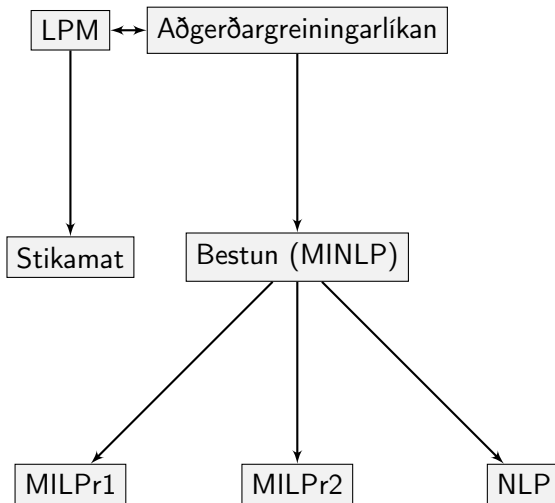 LPM
Aðgerðargreiningarlíkan
Stikamat
Bestun (MINLP)
MILPr1
MILPr2
NLP